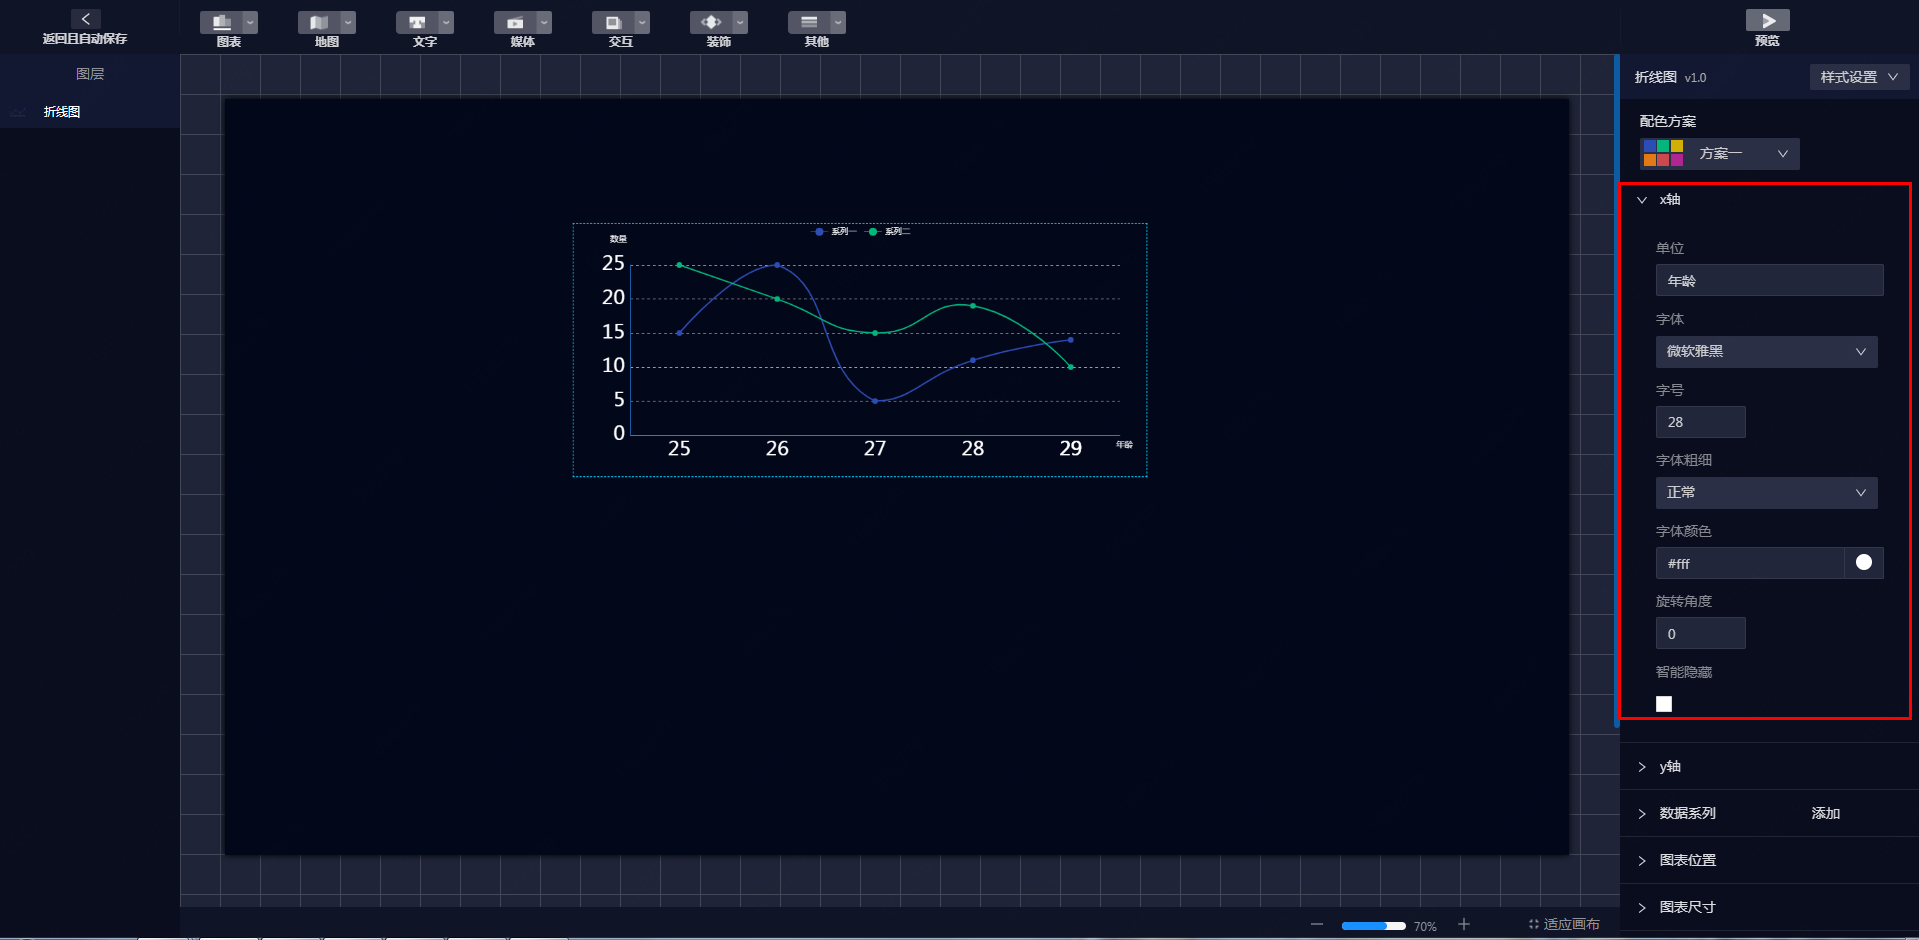 返回且自动保存
图表
地图
文字
媒体
交互
装饰
其他
预览
图层
折线图
折线图 v1.0
样式设置
配色方案
方案一
x轴
单位
年龄
字体
微软雅黑
字号
28
字体粗细
正常
字体颜色
#fff
旋转角度
0
智能隐藏
y轴
数据系列 添加
图表位置
图表尺寸
数量
系列一 系列二
25
20
15
10
5
0
25 26 27 28 29 年龄
70%
适应画布